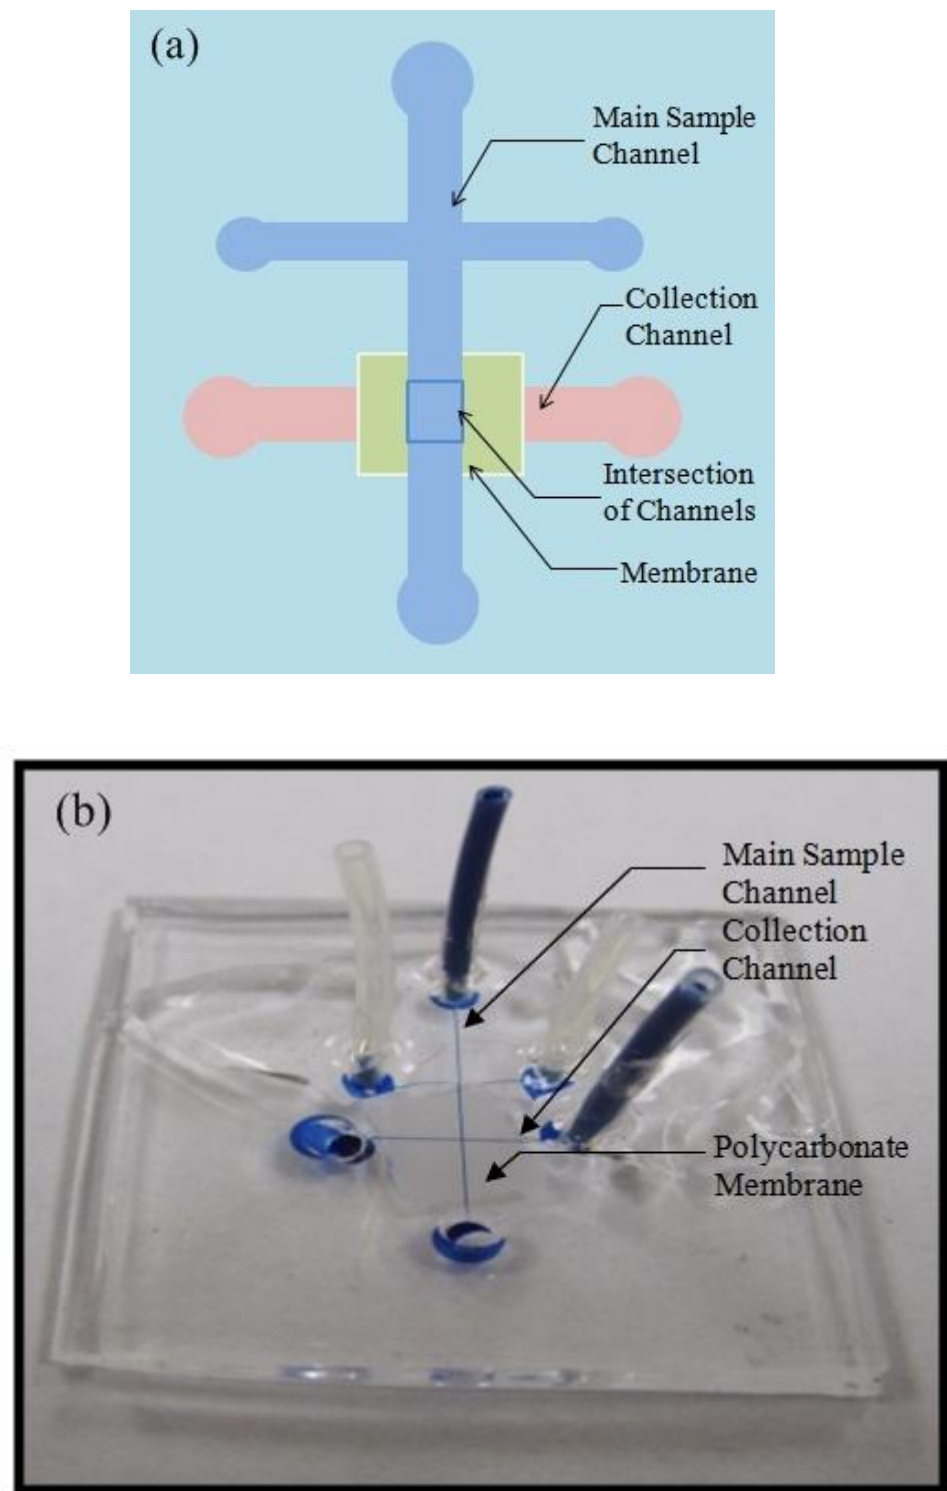 (a)
Main Sample
Channel
Collection
Channel
Intersection
of Channels
Membrane
(b)
Main Sample
Channel
Collection
Channel
Polycarbonate
Membrane